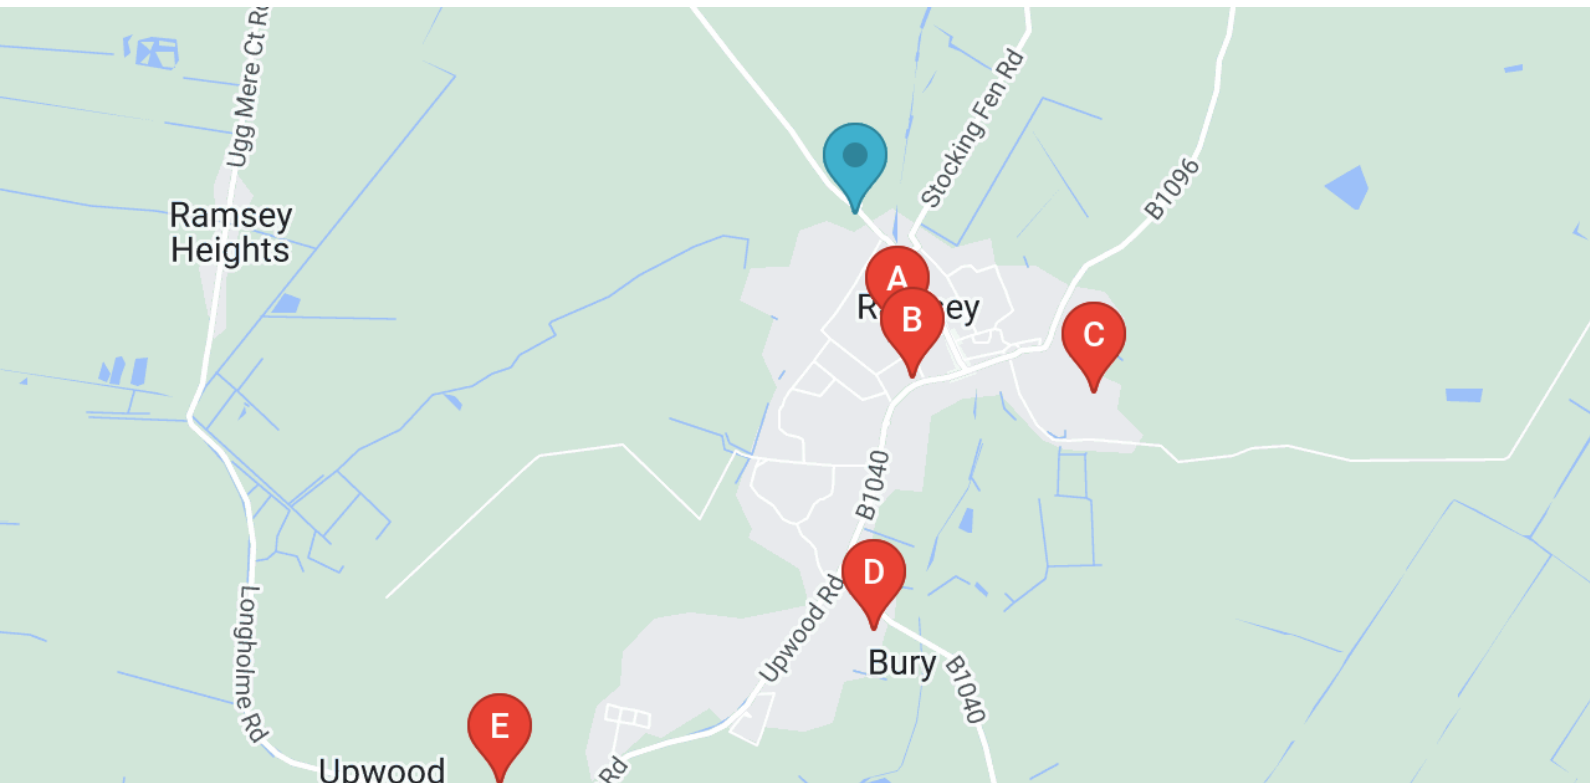 Ugg Mere Ct Rd
Stocking Fen Rd
B1096
Ramsey
Heights
A
B
C
B1040
D
Upwood Rd
Bury
B1040
Longholme Rd
E
Upwood
Rd